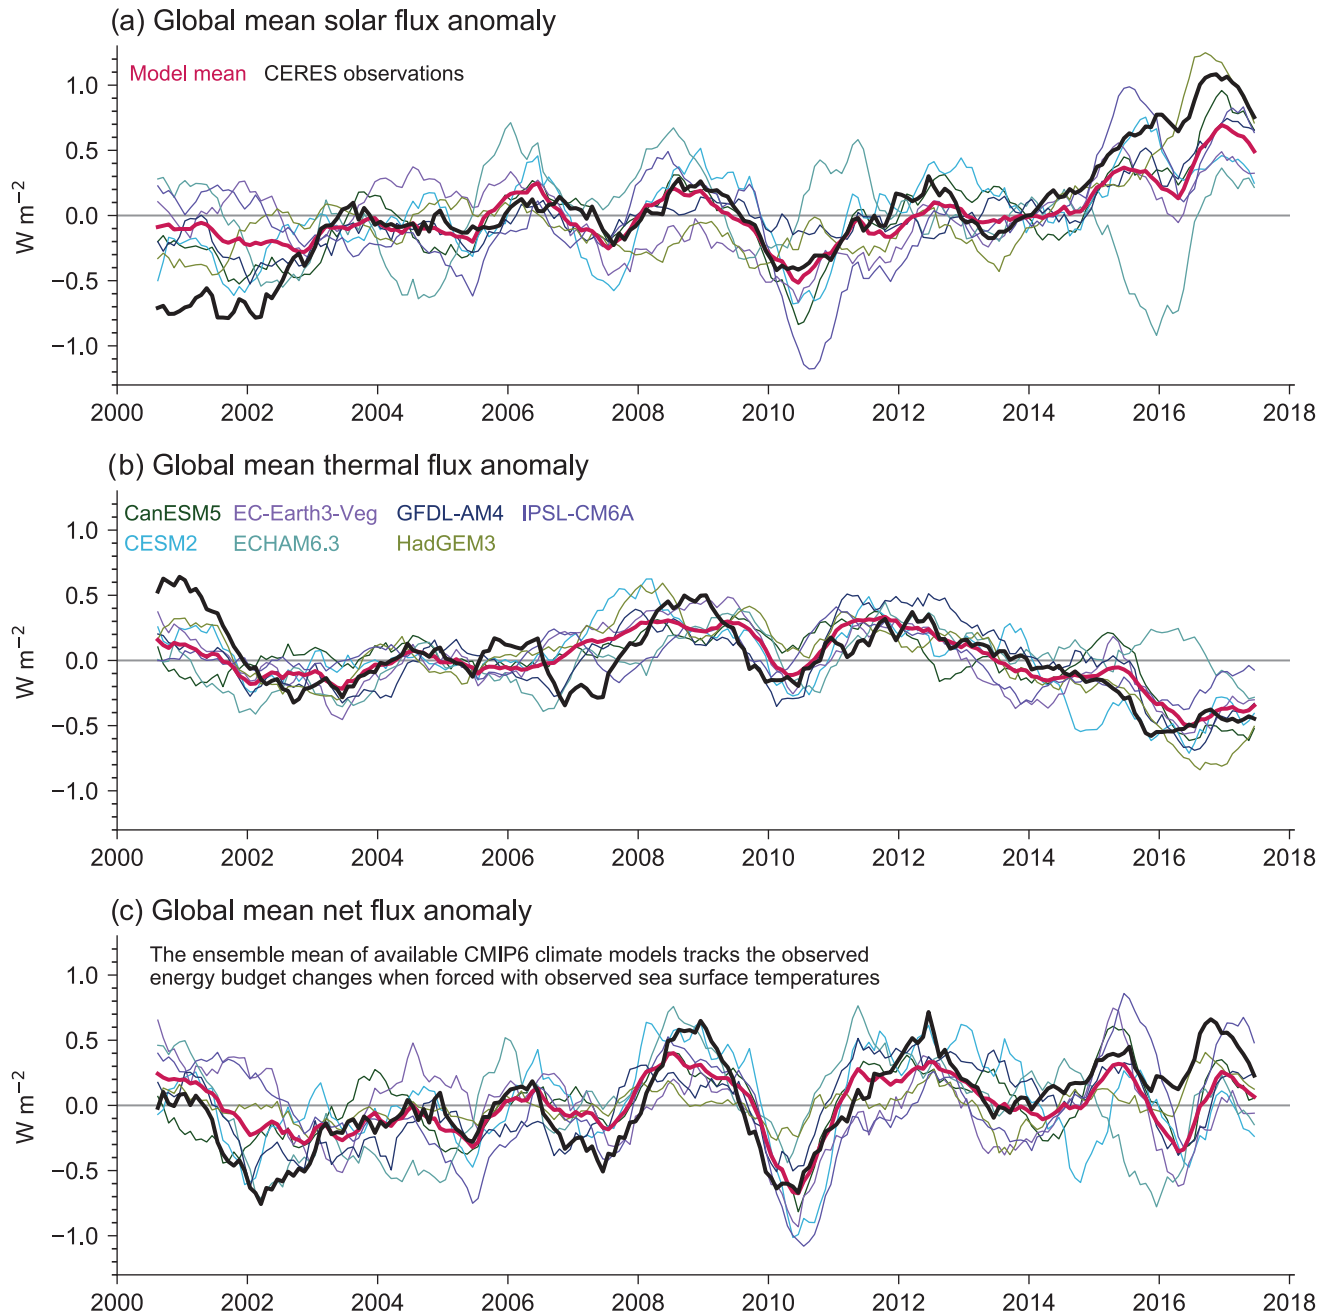 (a) Global mean solar flux anomaly
Model mean CERES observations
W m−2
1.0
0.5
0.0
−0.5
−1.0
2000 2002 2004 2006 2008 2010 2012 2014 2016 2018
(b) Global mean thermal flux anomaly
CanESM5 EC-Earth3-Veg GFDL-AM4 IPSL-CM6A
CESM2 ECHAM6.3 HadGEM3
W m−2
1.0
0.5
0.0
−0.5
−1.0
2000 2002 2004 2006 2008 2010 2012 2014 2016 2018
(c) Global mean net flux anomaly
The ensemble mean of available CMIP6 climate models tracks the observed
energy budget changes when forced with observed sea surface temperatures
W m−2
1.0
0.5
0.0
−0.5
−1.0
2000 2002 2004 2006 2008 2010 2012 2014 2016 2018